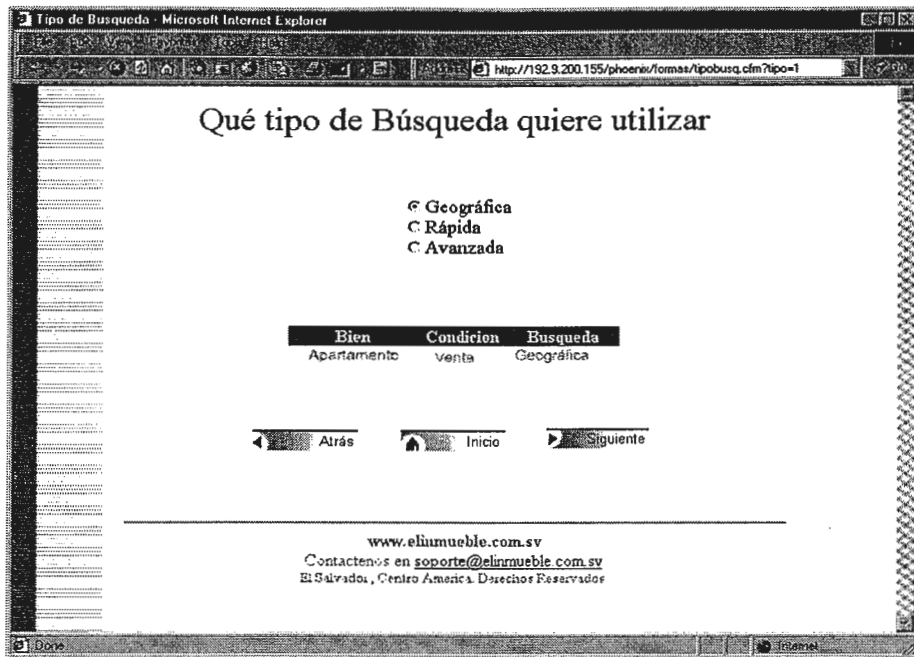 Tipo de Busqueda - Microsoft Internet Explorer
http://192.9.200.155/phoenix/formas/tipobusq.cfm?tipo=1
Qué tipo de Búsqueda quiere utilizar
Geográfica
Rápida
Avanzada
Bien Condicion Busqueda
Apartamento Venta Geográfica
Atrás Inicio Siguiente
www.elinmueble.com.sv
Contactenos en soporte@elinmueble.com.sv
El Salvador, Centro America. Derechos Reservados
Done Internet